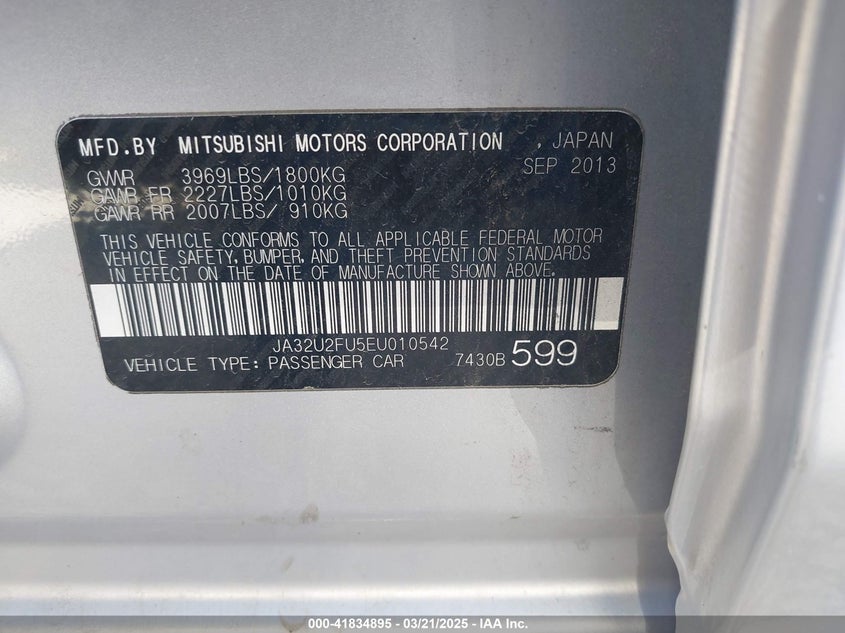 MFD.BY MITSUBISHI MOTORS CORPORATION , JAPAN
SEP 2013
GVWR 3969LBS/1800KG
GAWR FR 2227LBS/1010KG
GAWR RR 2007LBS/ 910KG
THIS VEHICLE CONFORMS TO ALL APPLICABLE FEDERAL MOTOR
VEHICLE SAFETY, BUMPER, AND THEFT PREVENTION STANDARDS
IN EFFECT ON THE DATE OF MANUFACTURE SHOWN ABOVE.
JA32U2FU5EU010542
VEHICLE TYPE: PASSENGER CAR 7430B 599
000-41834895 - 03/21/2025 - IAA Inc.